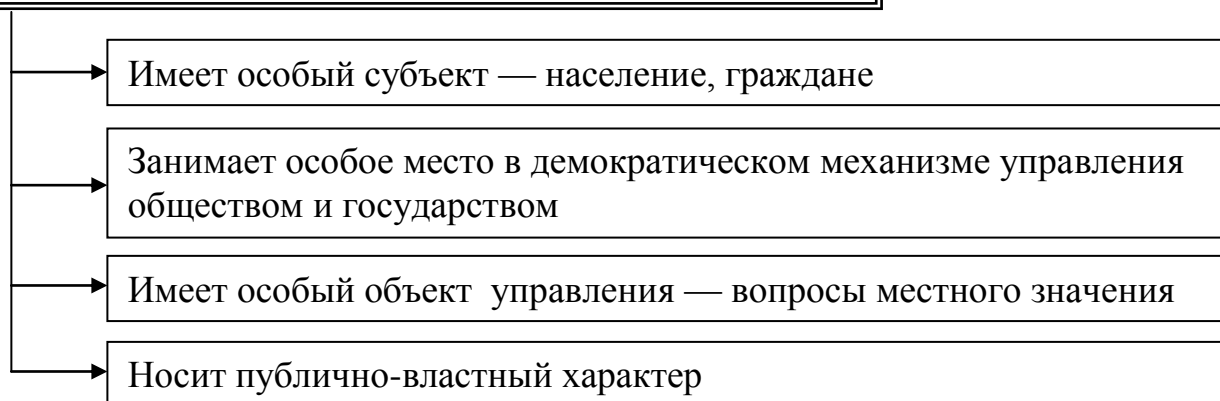 Имеет особый субъект — население, граждане
Занимает особое место в демократическом механизме управления
обществом и государством
Имеет особый объект управления — вопросы местного значения
Носит публично-властный характер